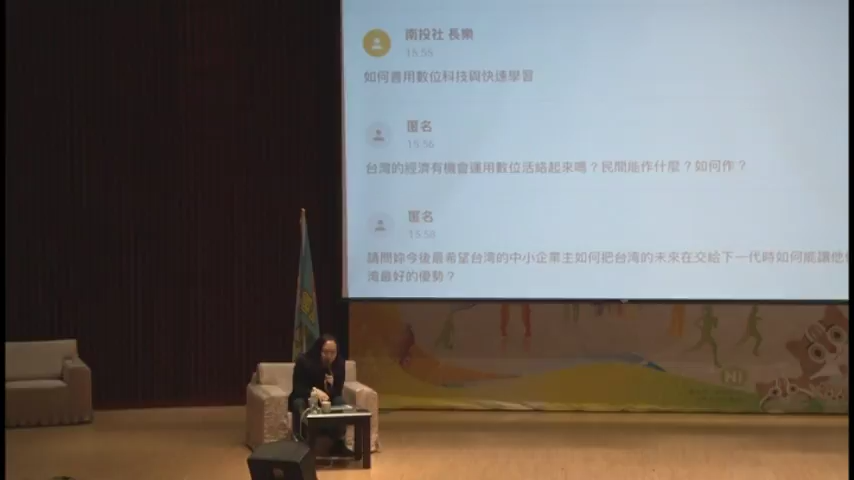 南投社 長樂
15:55
如何善用數位科技與快速學習
匿名
15:56
台灣的經濟有機會運用數位活絡起來嗎？民間能作什麼？如何作？
匿名
15:58
請問妳今後最希望台湾的中小企業主如何把台湾的未來在交給下一代時如何能讓他
湾最好的優勢？